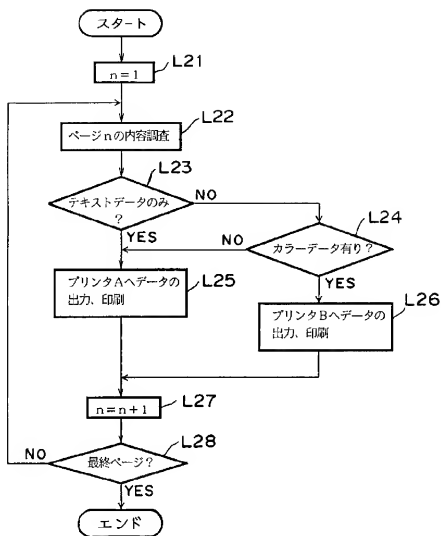 スタート
L21
n=1
L22
ページnの内容調査
L23
テキストデータのみ
?
NO
L24
カラーデータ有り?
YES
NO
YES
L25
プリンタAへデータの
出力、印刷
L26
プリンタBへデータの
出力、印刷
L27
n=n+1
L28
最終ページ?
NO
YES
エンド